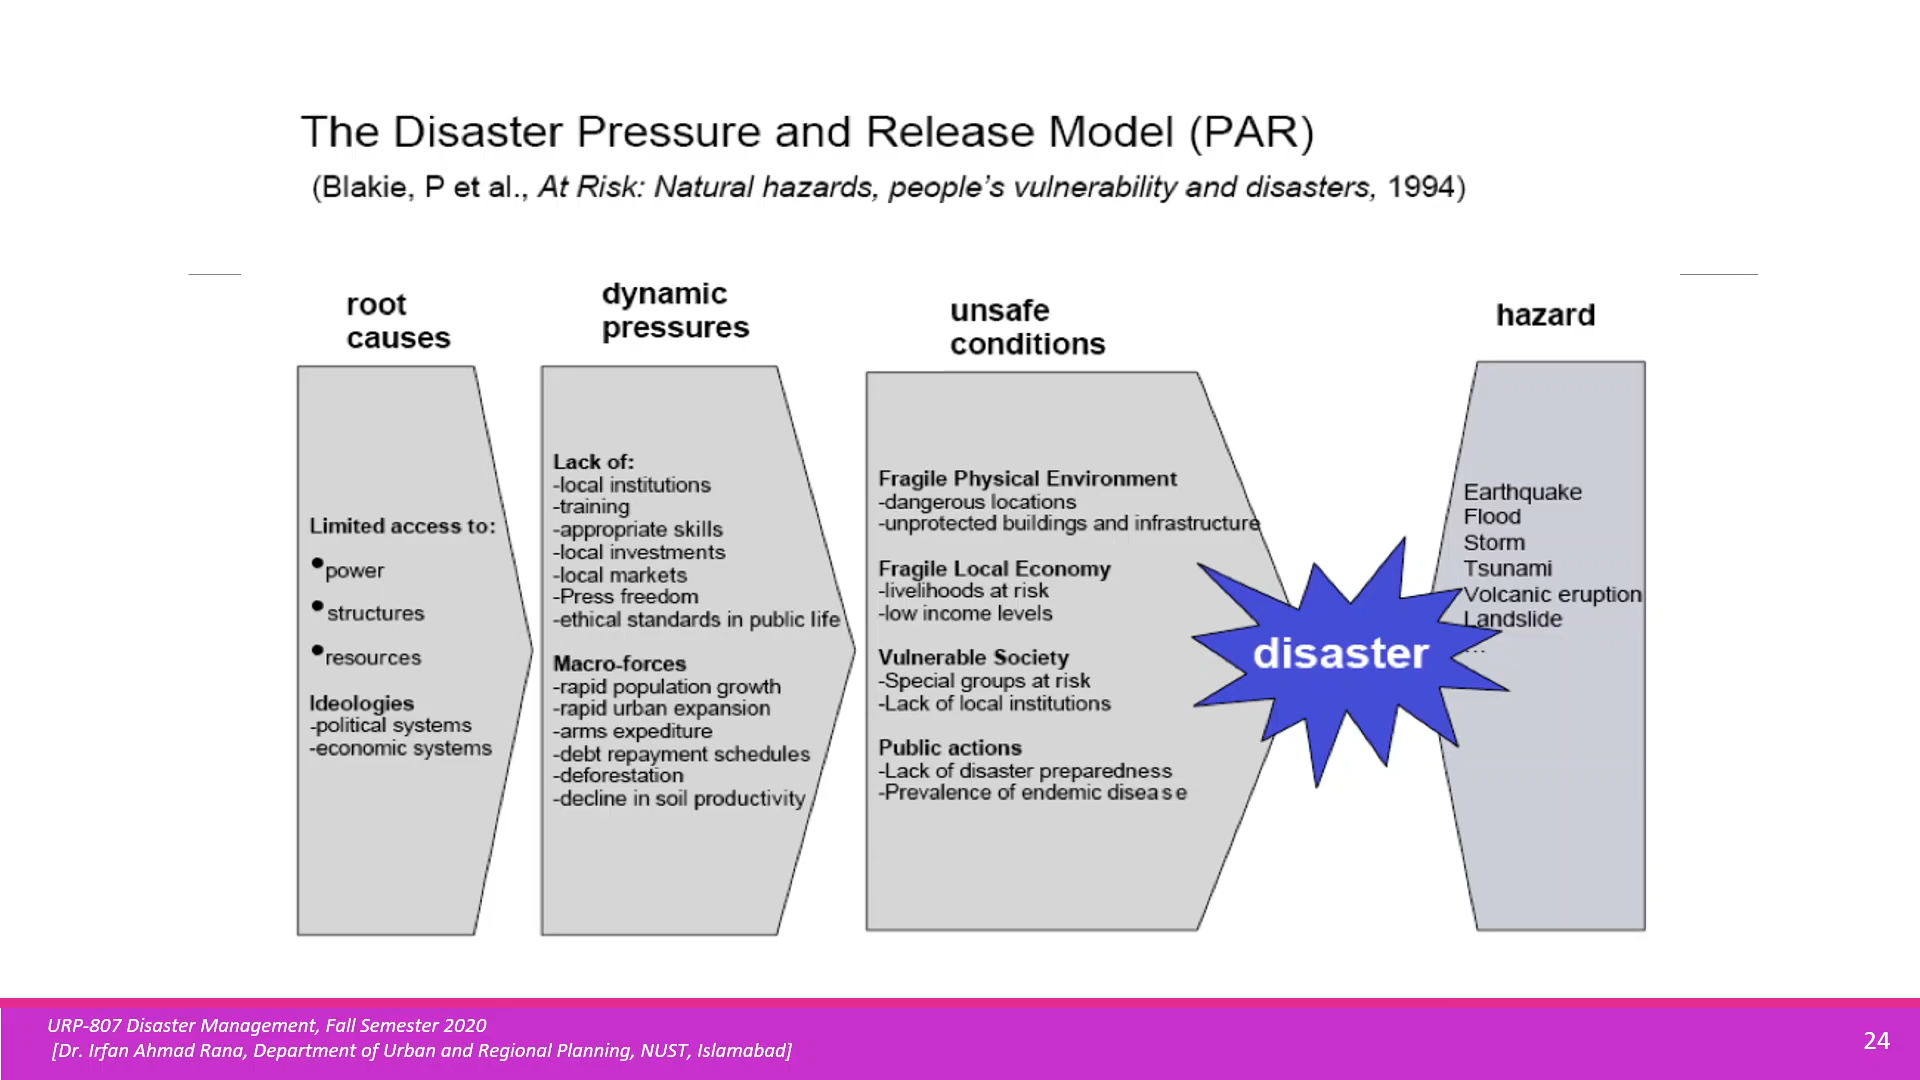 The Disaster Pressure and Release Model (PAR)
(Blakie, P et al., At Risk: Natural hazards, people's vulnerability and disasters, 1994)
root
causes
Limited access to:
•power
•structures
•resources
Ideologies
-political systems
-economic systems
dynamic
pressures
Lack of:
-local institutions
-training
-appropriate skills
-local investments
-local markets
-Press freedom
-ethical standards in public life
Macro-forces
-rapid population growth
-rapid urban expansion
-arms expediture
-debt repayment schedules
-deforestation
-decline in soil productivity
unsafe
conditions
Fragile Physical Environment
-dangerous locations
-unprotected buildings and infrastructure
Fragile Local Economy
-livelihoods at risk
-low income levels
Vulnerable Society
-Special groups at risk
-Lack of local institutions
Public actions
-Lack of disaster preparedness
-Prevalence of endemic disease
disaster
hazard
Earthquake
Flood
Storm
Tsunami
Volcanic eruption
Landslide
...
URP-807 Disaster Management, Fall Semester 2020
[Dr. Irfan Ahmad Rana, Department of Urban and Regional Planning, NUST, Islamabad]
24